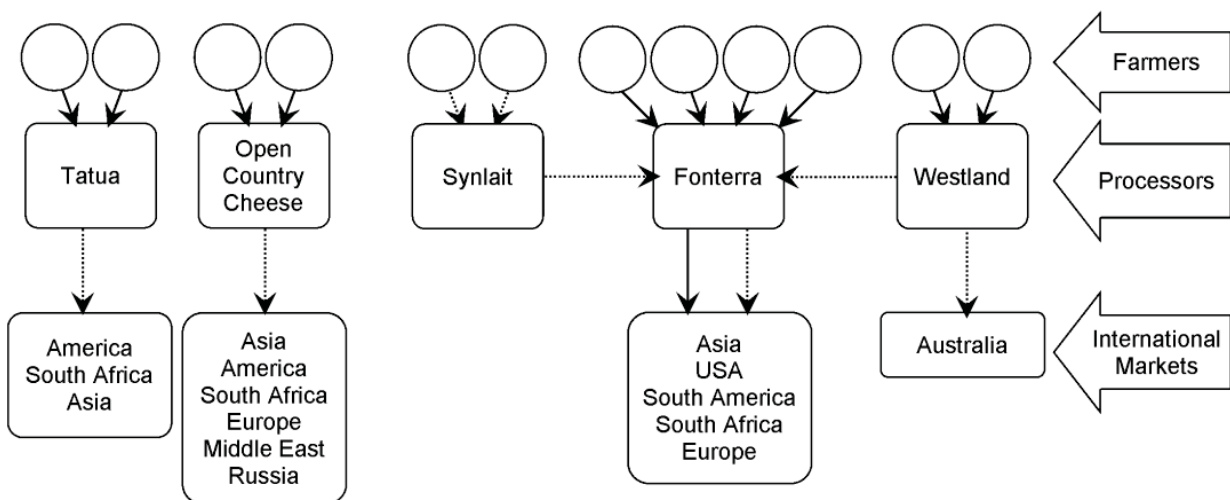 Farmers
Tatua
Open
Country
Cheese
Synlait
Fonterra
Westland
Processors
America
South Africa
Asia
Asia
America
South Africa
Europe
Middle East
Russia
Asia
USA
South America
South Africa
Europe
Australia
International
Markets